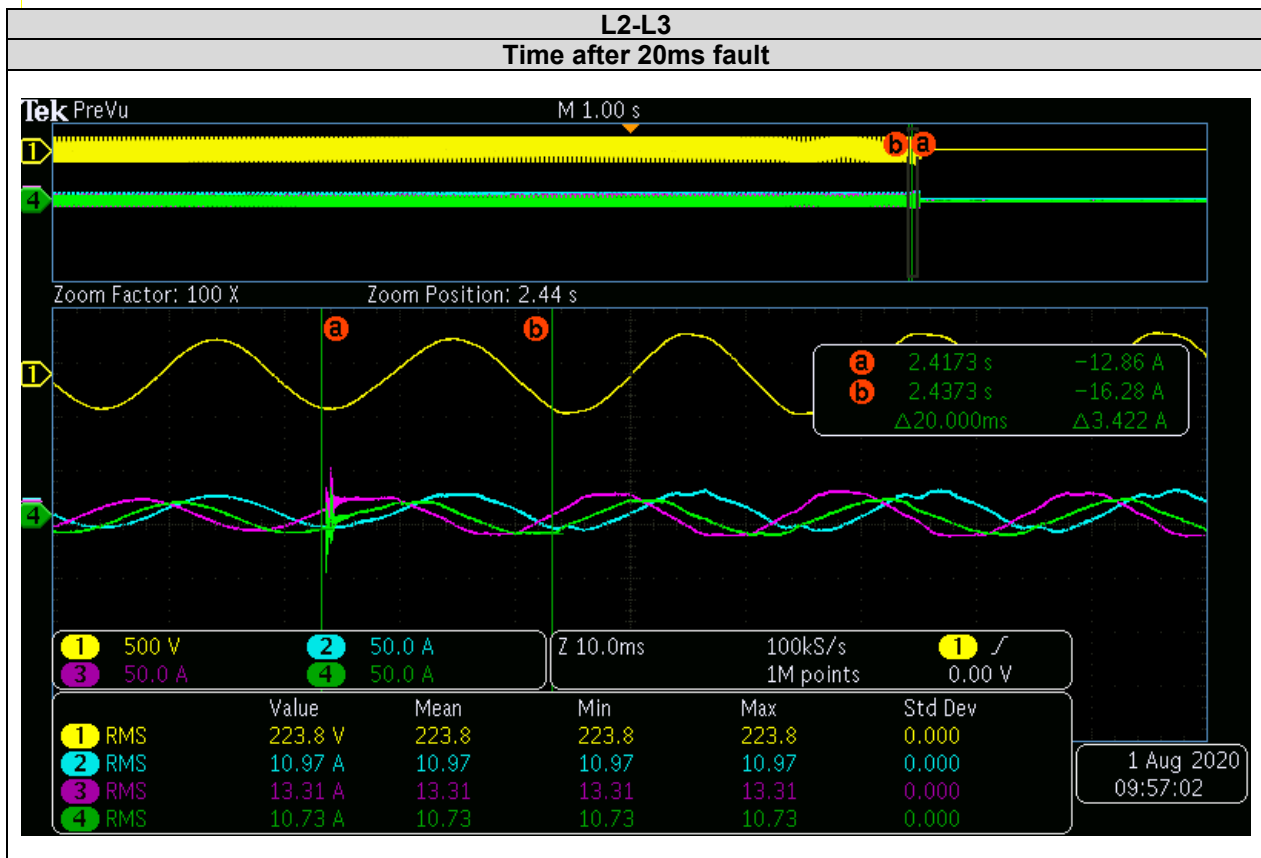 L2-L3
Time after 20ms fault
Tek PreVu M 1.00 s
1 b a
4
Zoom Factor: 100 X Zoom Position: 2.44 s
a b
1
a 2.4173 s −12.86 A
b 2.4373 s −16.28 A
△20.000ms △3.422 A
4
1 500 V 2 50.0 A Z 10.0ms 100kS/s 1
3 50.0 A 4 50.0 A 1M points 0.00 V
Value Mean Min Max Std Dev
1 RMS 223.8 V 223.8 223.8 223.8 0.000
2 RMS 10.97 A 10.97 10.97 10.97 0.000
3 RMS 13.31 A 13.31 13.31 13.31 0.000
4 RMS 10.73 A 10.73 10.73 10.73 0.000
1 Aug 2020
09:57:02